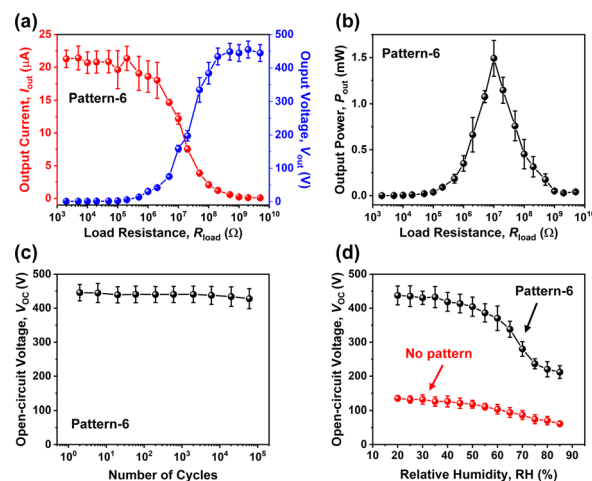 (a)
Output Current, Iout (μA)
25
20
15
10
5
0
Pattern-6
500
400
300
200
100
0
Ouput Voltage, Vout (V)
10³ 10⁴ 10⁵ 10⁶ 10⁷ 10⁸ 10⁹ 10¹⁰
Load Resistance, Rload (Ω)
(b)
Output Power, Pout (mW)
1.5
1.0
0.5
0.0
Pattern-6
10³ 10⁴ 10⁵ 10⁶ 10⁷ 10⁸ 10⁹ 10¹⁰
Load Resistance, Rload (Ω)
(c)
Open-circuit Voltage, VOC (V)
500
400
300
200
100
0
Pattern-6
10⁰ 10¹ 10² 10³ 10⁴ 10⁵
Number of Cycles
(d)
Open-circuit Voltage, VOC (V)
500
400
300
200
100
0
Pattern-6
No pattern
10 20 30 40 50 60 70 80 90
Relative Humidity, RH (%)